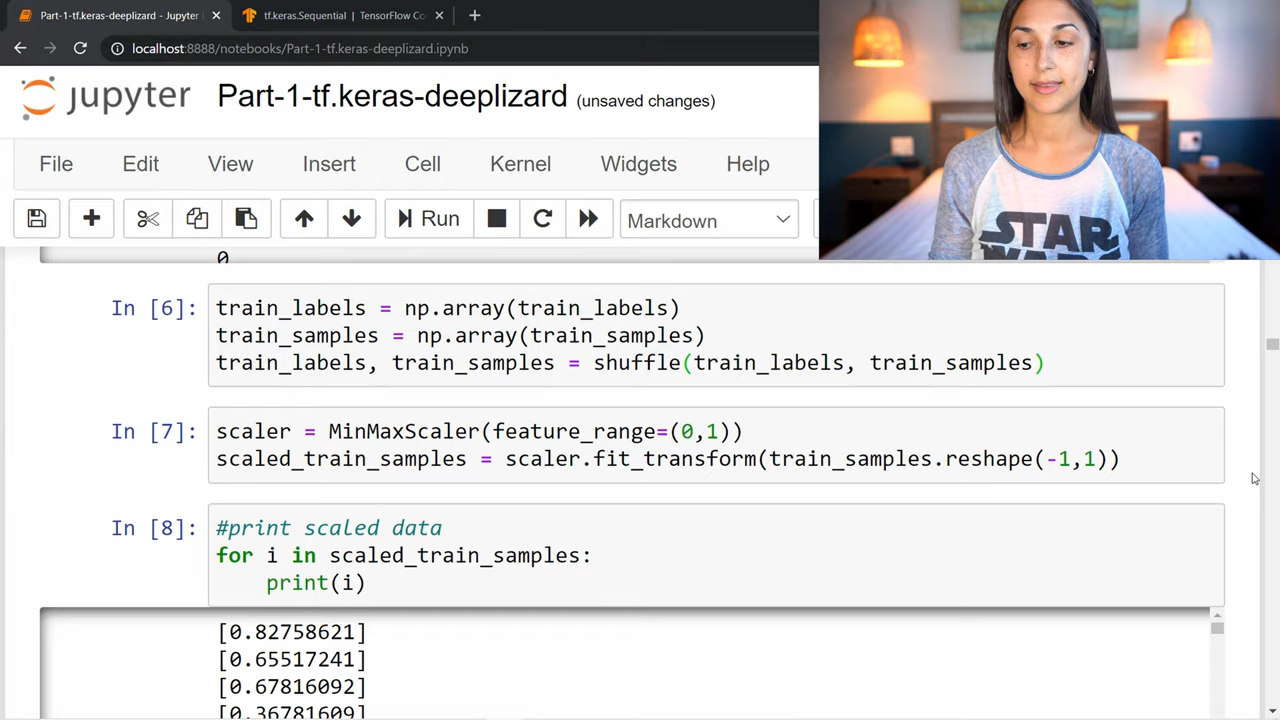 Part-1-tf.keras-deeplizard - Jupyter
tf.keras.Sequential | TensorFlow Co
localhost:8888/notebooks/Part-1-tf.keras-deeplizard.ipynb
jupyter Part-1-tf.keras-deeplizard (unsaved changes)
File Edit View Insert Cell Kernel Widgets Help
Run Markdown
STAR
WARS
0
In [6]: train_labels = np.array(train_labels)
train_samples = np.array(train_samples)
train_labels, train_samples = shuffle(train_labels, train_samples)
In [7]: scaler = MinMaxScaler(feature_range=(0,1))
scaled_train_samples = scaler.fit_transform(train_samples.reshape(-1,1))
In [8]: #print scaled data
for i in scaled_train_samples:
print(i)
[0.82758621]
[0.65517241]
[0.67816092]
[0.36781609]